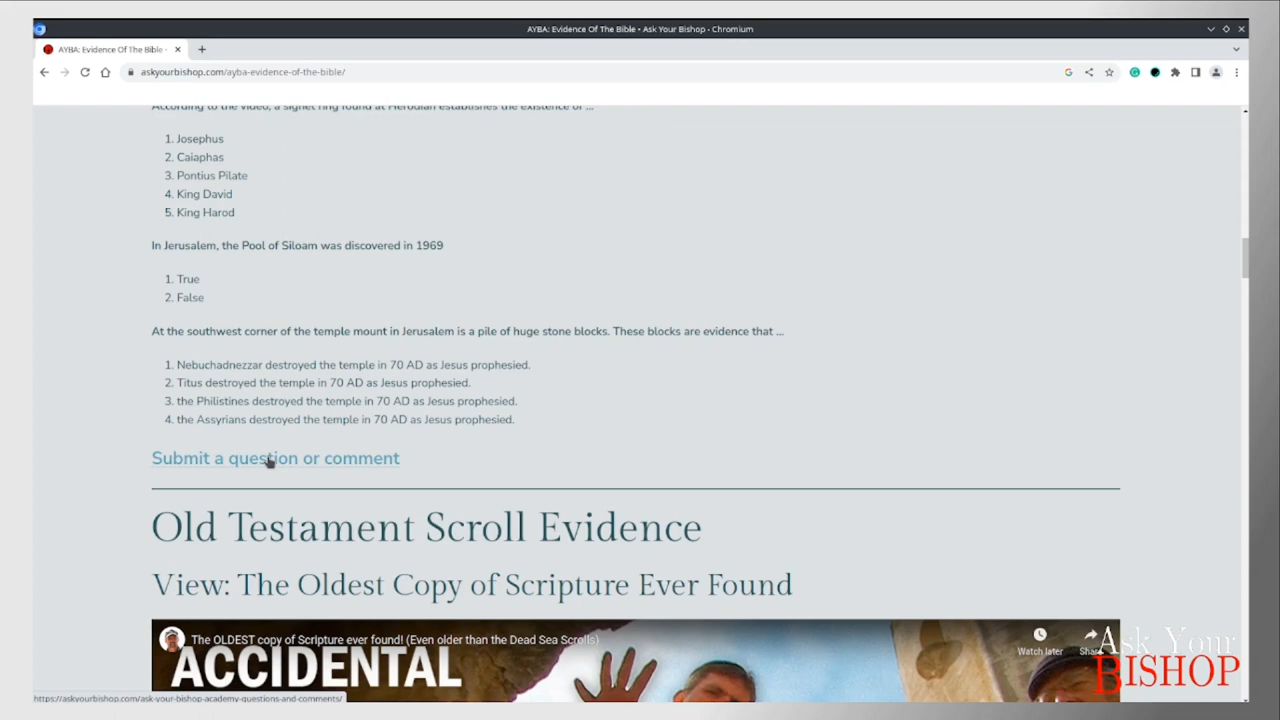 AYBA: Evidence Of The Bible • Ask Your Bishop - Chromium
AYBA: Evidence Of The Bible •
askyourbishop.com/ayba-evidence-of-the-bible/
According to the video, a signet ring found at Herodian establishes the existence of ...
1. Josephus
2. Caiaphas
3. Pontius Pilate
4. King David
5. King Harod
In Jerusalem, the Pool of Siloam was discovered in 1969
1. True
2. False
At the southwest corner of the temple mount in Jerusalem is a pile of huge stone blocks. These blocks are evidence that ...
1. Nebuchadnezzar destroyed the temple in 70 AD as Jesus prophesied.
2. Titus destroyed the temple in 70 AD as Jesus prophesied.
3. the Philistines destroyed the temple in 70 AD as Jesus prophesied.
4. the Assyrians destroyed the temple in 70 AD as Jesus prophesied.
Submit a question or comment
Old Testament Scroll Evidence
View: The Oldest Copy of Scripture Ever Found
The OLDEST copy of Scripture ever found! (Even older than the Dead Sea Scrolls)
ACCIDENTAL
Watch later
Share
Ask Your
BISHOP
https://askyourbishop.com/ask-your-bishop-academy-questions-and-comments/